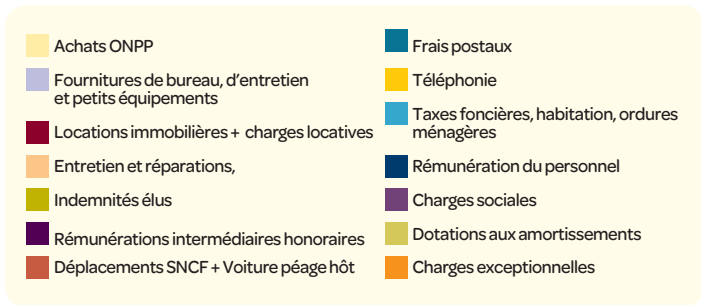 Achats ONPP
Fournitures de bureau, d'entretien
et petits équipements
Locations immobilières + charges locatives
Entretien et réparations,
Indemnités élus
Rémunérations intermédiaires honoraires
Déplacements SNCF + Voiture péage hôt
Frais postaux
Téléphonie
Taxes foncières, habitation, ordures
ménagères
Rémunération du personnel
Charges sociales
Dotations aux amortissements
Charges exceptionnelles